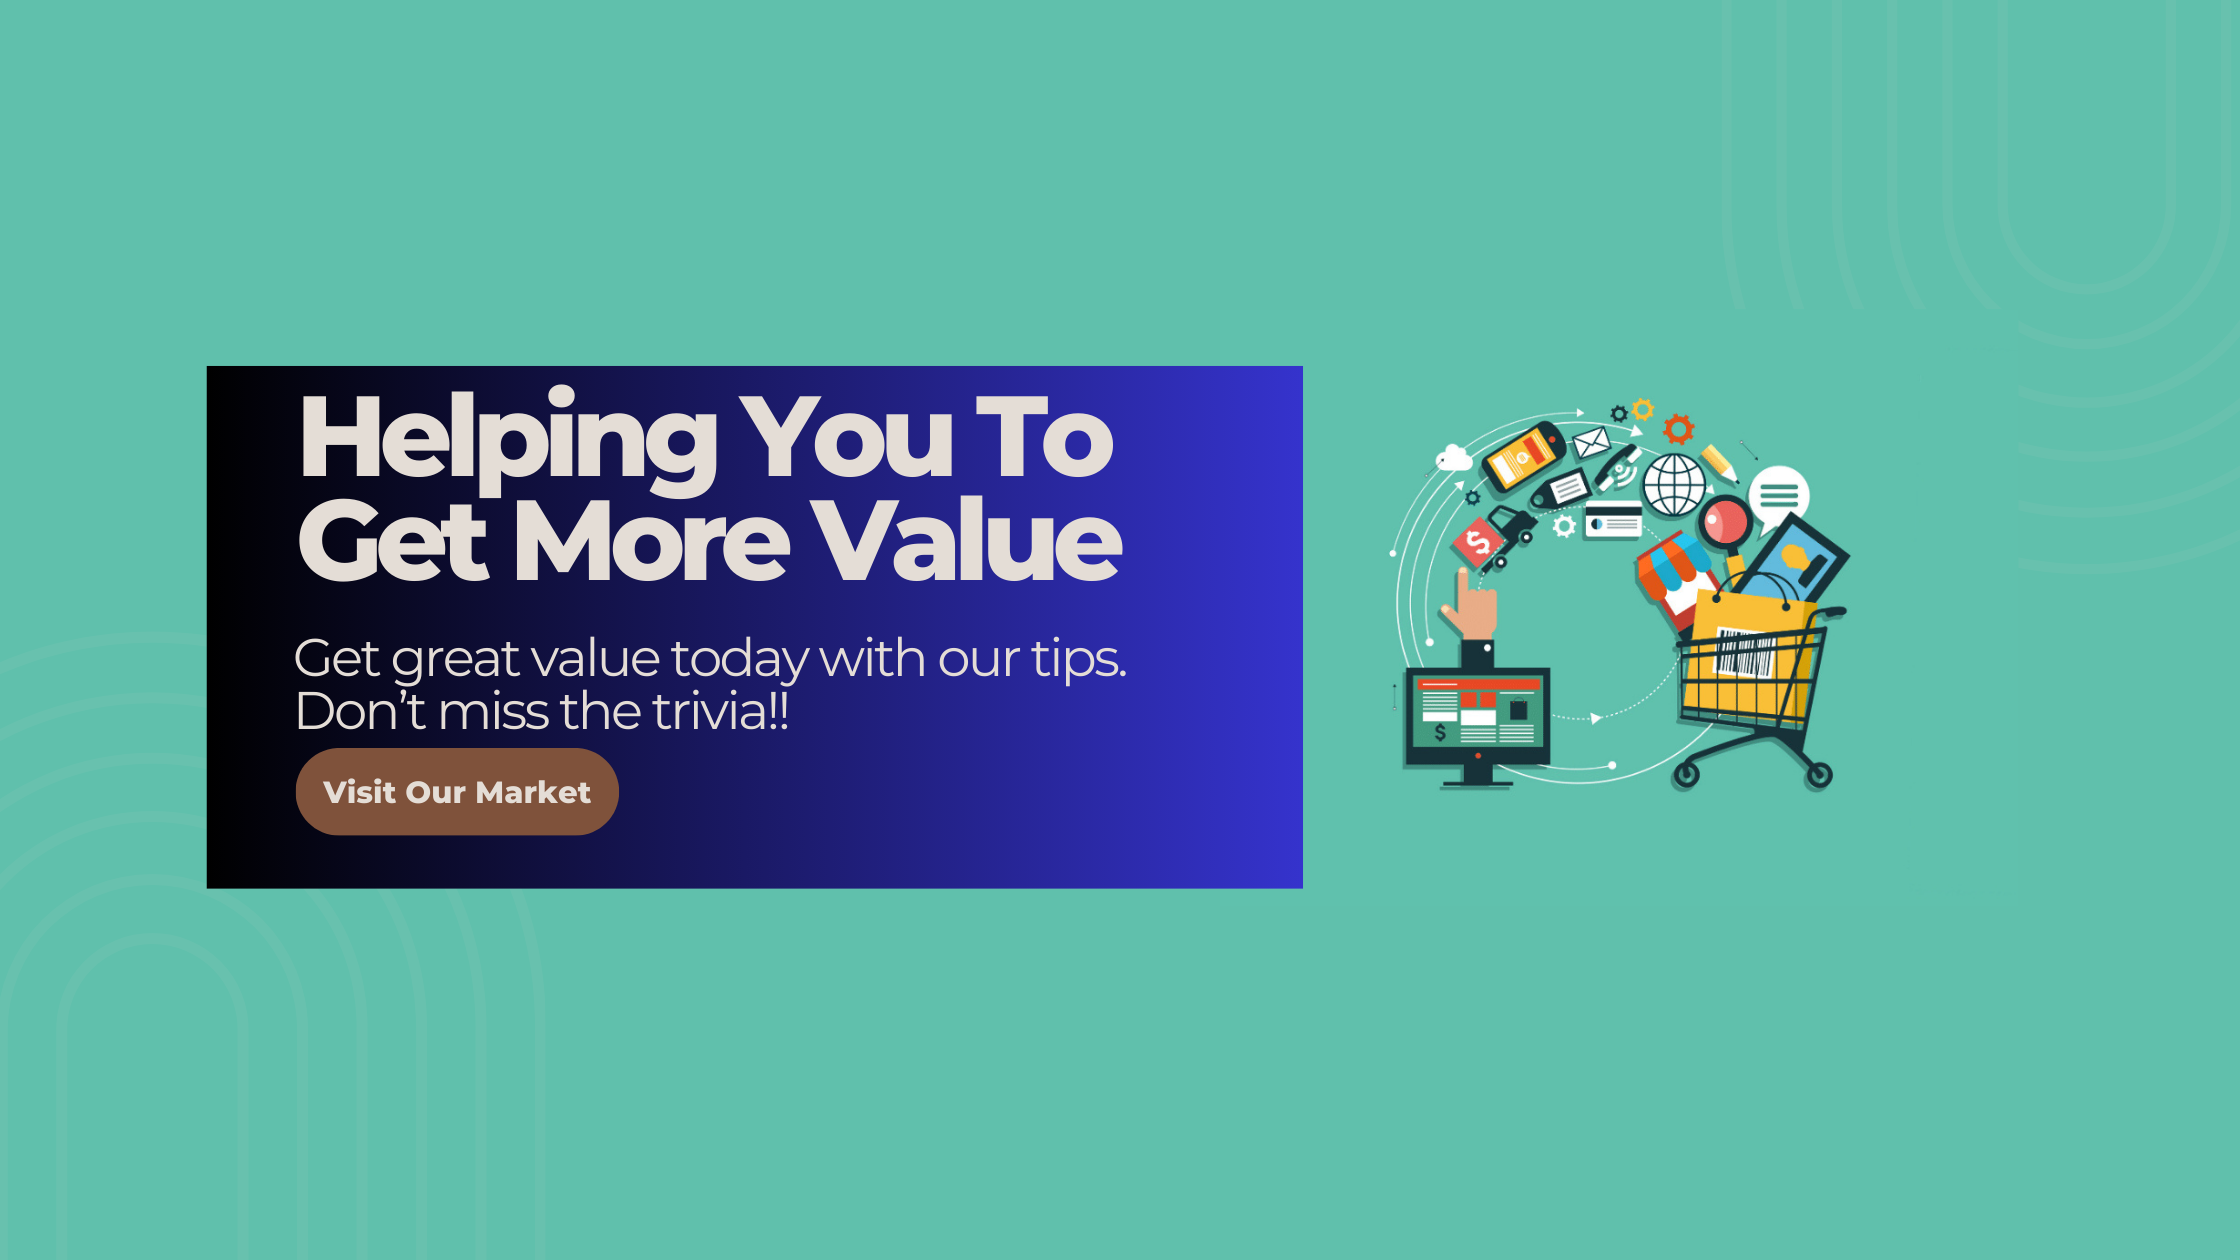 Helping You To
Get More Value
Get great value today with our tips.
Don’t miss the trivia!!
Visit Our Market
$
$